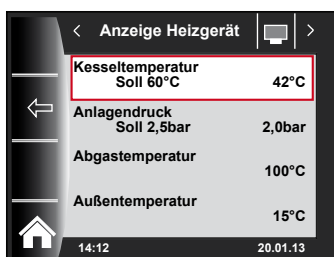 < Anzeige Heizgerät >
Kesseltemperatur
Soll 60°C 42°C
Anlagendruck
Soll 2,5bar 2,0bar
Abgastemperatur
100°C
Außentemperatur
15°C
14:12 20.01.13